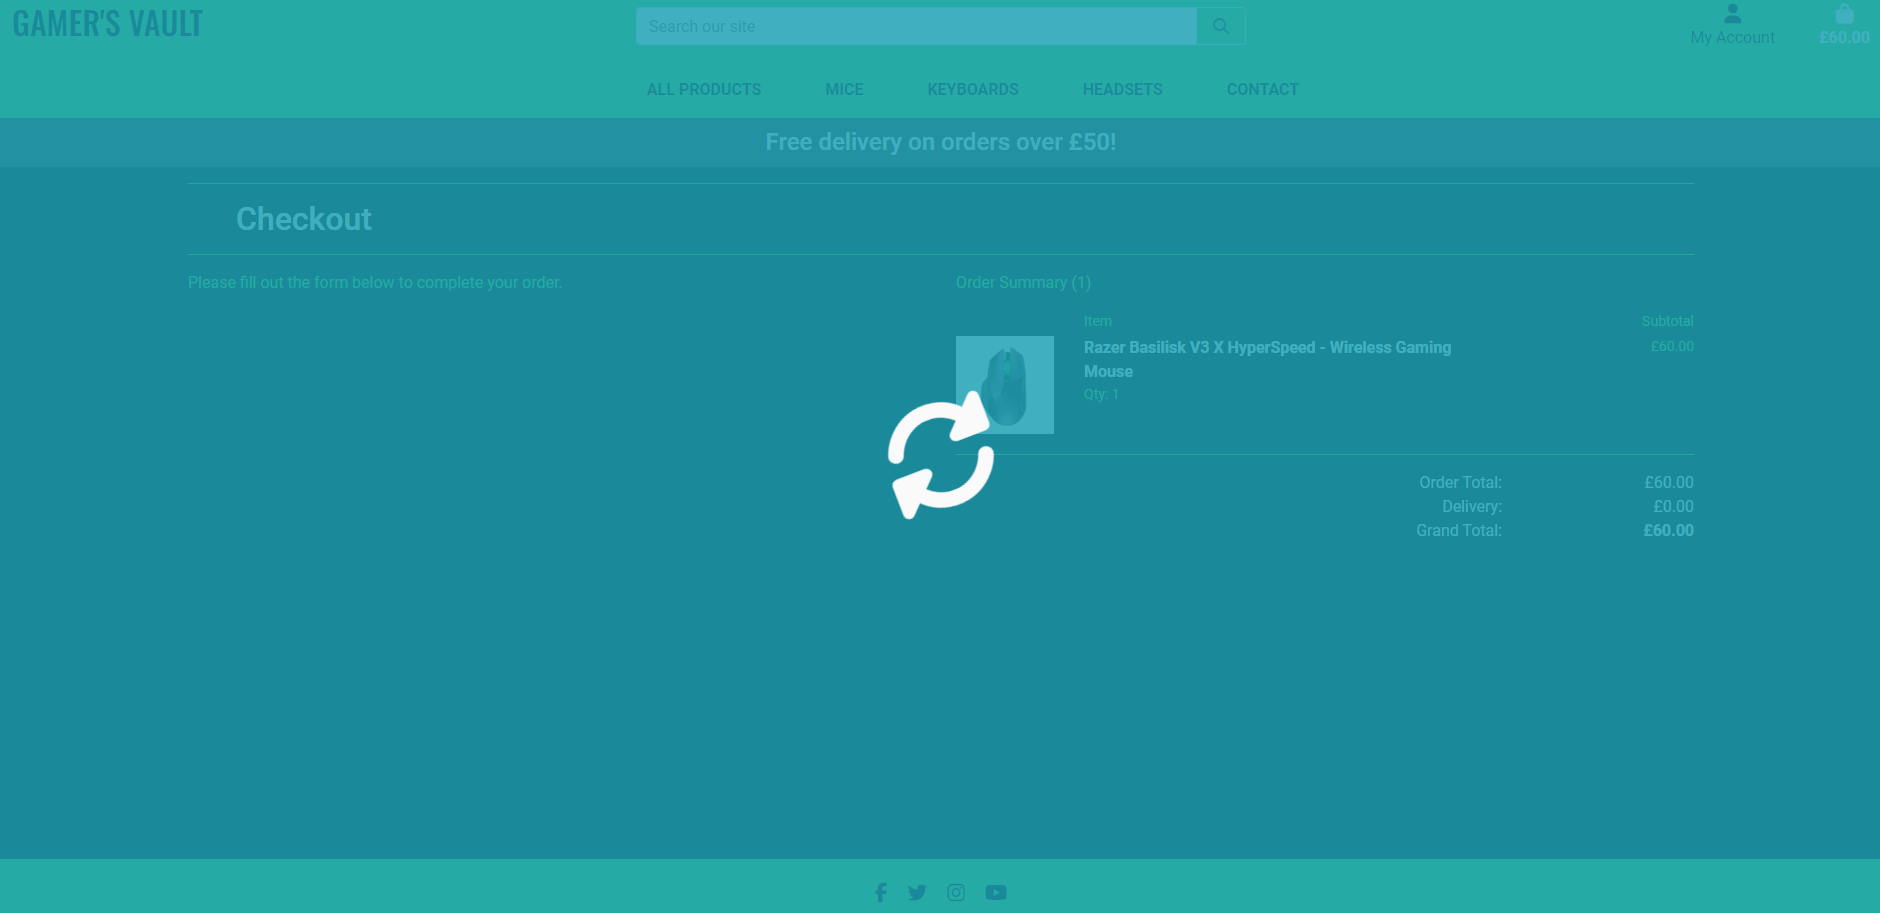 GAMER'S VAULT
Search our site
My Account
£60.00
ALL PRODUCTS
MICE
KEYBOARDS
HEADSETS
CONTACT
Free delivery on orders over £50!
Checkout
Please fill out the form below to complete your order.
Order Summary (1)
Item
Subtotal
Razer Basilisk V3 X HyperSpeed - Wireless Gaming
Mouse
£60.00
Qty: 1
Order Total:
£60.00
Delivery:
£0.00
Grand Total:
£60.00